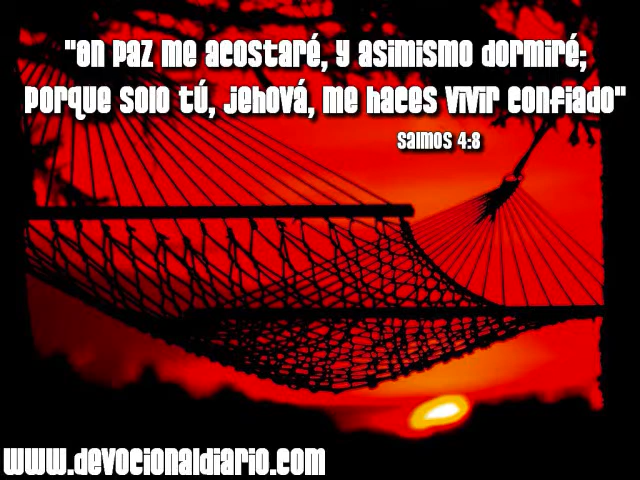 "En paz me acostaré, y asimismo dormiré;
porque solo tú, Jehová, me haces vivir confiado"
Salmos 4:8
www.devocionaldiario.com